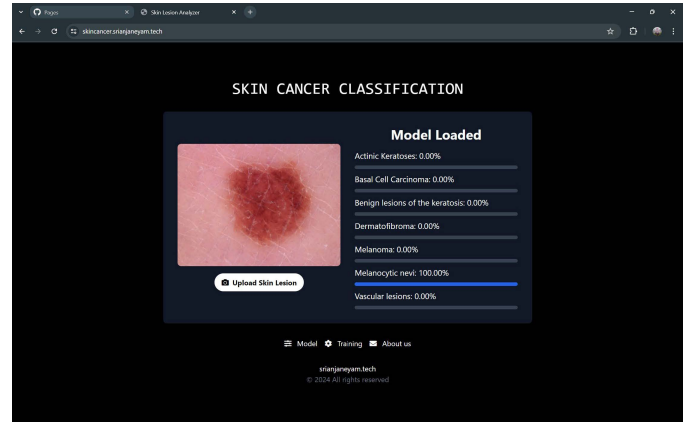 Pages
Skin Lesion Analyzer
skincancer.srianjaneyam.tech
SKIN CANCER CLASSIFICATION
Model Loaded
Actinic Keratoses: 0.00%
Basal Cell Carcinoma: 0.00%
Benign lesions of the keratosis: 0.00%
Dermatofibroma: 0.00%
Melanoma: 0.00%
Melanocytic nevi: 100.00%
Vascular lesions: 0.00%
Upload Skin Lesion
Model Training About us
srianjaneyam.tech
© 2024 All rights reserved